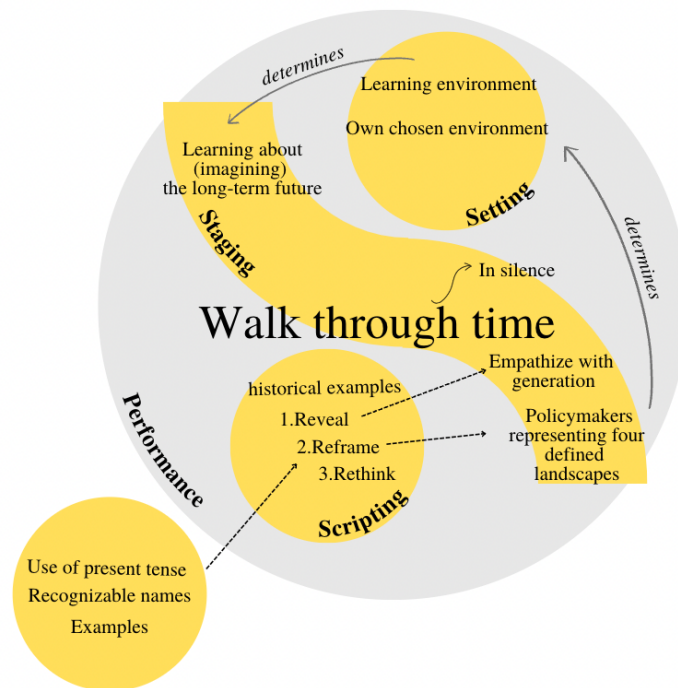 determines
Learning environment
Own chosen environment
Setting
Learning about
(imagining)
the long-term future
Staging
determines
In silence
Walk through time
Empathize with
generation
Policymakers
representing four
defined
landscapes
historical examples
1.Reveal
2.Reframe
3.Rethink
Scripting
Performance
Use of present tense
Recognizable names
Examples